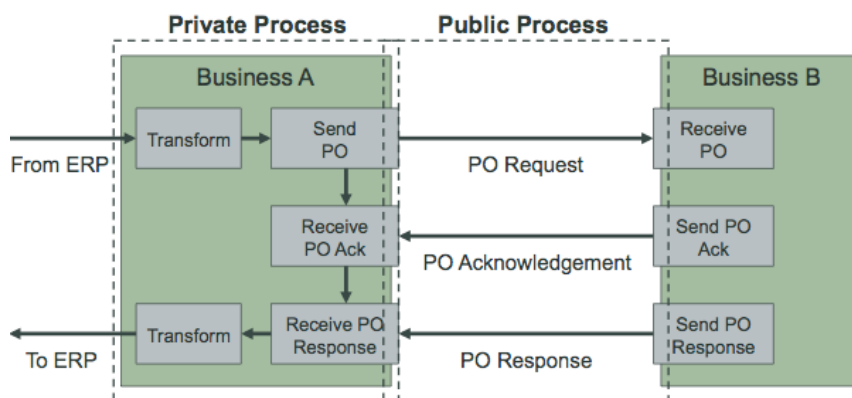 Private Process
Public Process
Business A
Business B
Transform
Send
PO
Receive
PO
From ERP
PO Request
Receive
PO Ack
Send PO
Ack
PO Acknowledgement
Transform
Receive PO
Response
Send PO
Response
To ERP
PO Response